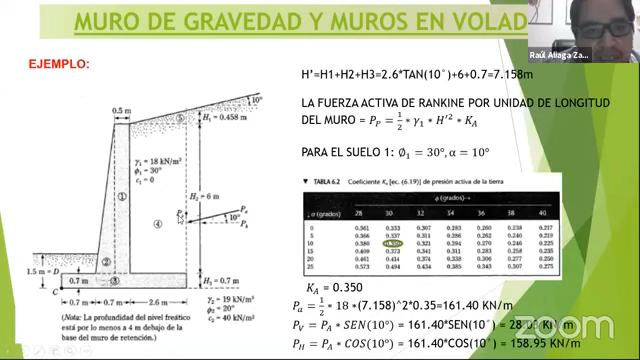 MURO DE GRAVEDAD Y MUROS EN VOLAD
Raúl Aliaga Za...
EJEMPLO:
H'=H1+H2+H3=2.6*TAN(10°)+6+0.7=7.158m
LA FUERZA ACTIVA DE RANKINE POR UNIDAD DE LONGITUD
DEL MURO = P_P = 1/2 * γ₁ * H'² * K_A
PARA EL SUELO 1: Ø₁ = 30°, α = 10°
0.5 m
10°
⑤
H₁ = 0.458 m
γ₁ = 18 kN/m³
ϕ₁ = 30°
c₁ = 0
①
H₂ = 6 m
P_v
P_a
10°
P_h
④
②
1.5 m = D
0.7 m
③
H₃ = 0.7 m
C
0.7 m
0.7 m
2.6 m
γ₂ = 19 kN/m³
ϕ₂ = 20°
c₂ = 40 kN/m²
(Nota: La profundidad del nivel freático
está por lo menos a 4 m debajo de la
base del muro de retención.)
▼ TABLA 6.2 Coeficiente K_a [ec. (6.19)] de presión activa de la tierra
ϕ (grados)→
↓α (grados) 28 30 32 34 36 38 40
0 0.361 0.333 0.307 0.283 0.260 0.238 0.217
5 0.366 0.337 0.311 0.286 0.262 0.240 0.219
10 0.380 0.350 0.321 0.294 0.270 0.246 0.225
15 0.409 0.373 0.341 0.311 0.283 0.258 0.235
20 0.461 0.414 0.374 0.338 0.306 0.277 0.250
25 0.573 0.494 0.434 0.385 0.343 0.307 0.275
K_A = 0.350
P_a = 1/2 * 18 * (7.158)^2 * 0.35 = 161.40 KN/m
P_V = P_A * SEN(10°) = 161.40*SEN(10°) = 28.03 KN/m
P_H = P_A * COS(10°) = 161.40*COS(10°) = 158.95 KN/m
zoom